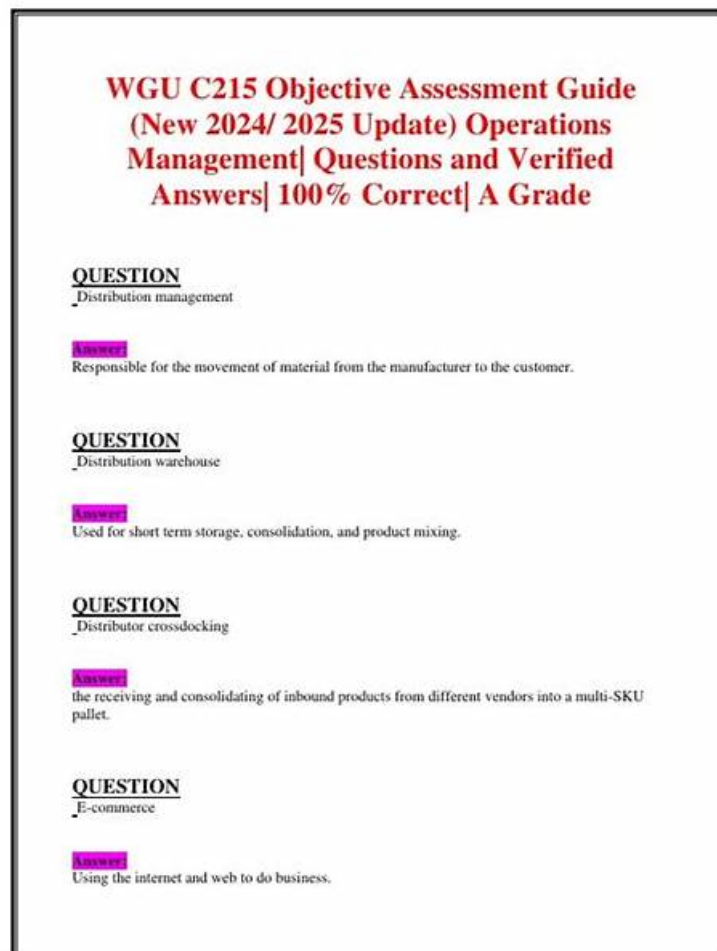 WGU C215 Objective Assessment Guide
(New 2024/ 2025 Update) Operations
Management| Questions and Verified
Answers| 100% Correct| A Grade
QUESTION
Distribution management
Answer:
Responsible for the movement of material from the manufacturer to the customer.
QUESTION
Distribution warehouse
Answer:
Used for short term storage, consolidation, and product mixing.
QUESTION
Distributor crossdocking
Answer:
the receiving and consolidating of inbound products from different vendors into a multi-SKU
pallet.
QUESTION
E-commerce
Answer:
Using the internet and web to do business.